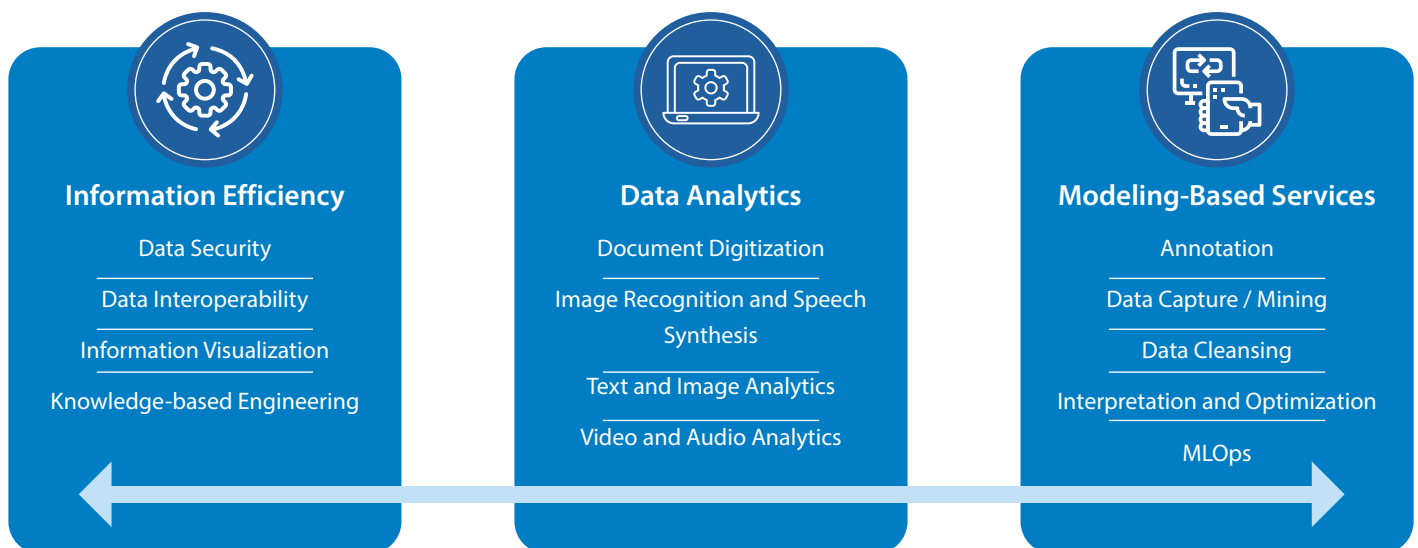 Information Efficiency
Data Security
Data Interoperability
Information Visualization
Knowledge-based Engineering
Data Analytics
Document Digitization
Image Recognition and Speech
Synthesis
Text and Image Analytics
Video and Audio Analytics
Modeling-Based Services
Annotation
Data Capture / Mining
Data Cleansing
Interpretation and Optimization
MLOps